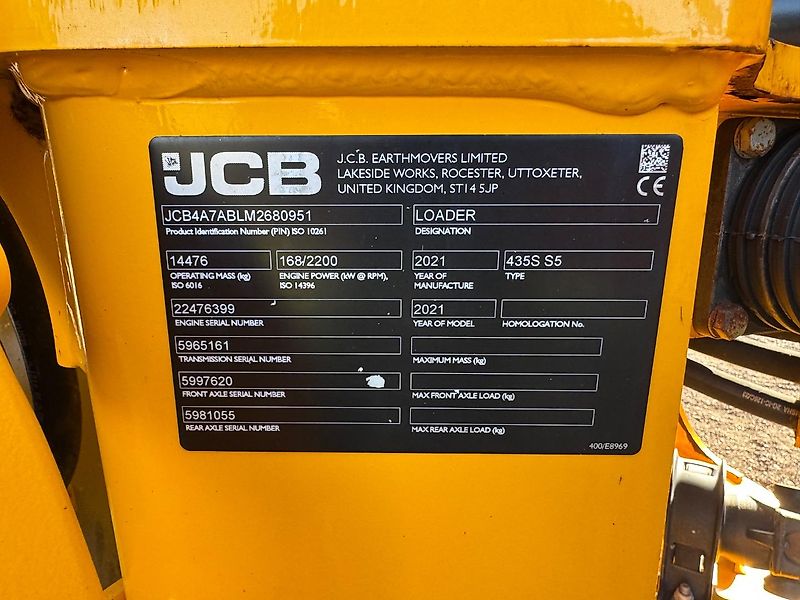 JCB
J.C.B. EARTHMOVERS LIMITED
LAKESIDE WORKS, ROCESTER, UTTOXETER,
UNITED KINGDOM, ST14 5JP
CE
JCB4A7ABLM2680951 LOADER
Product Identification Number (PIN) ISO 10261 DESIGNATION
14476 168/2200 2021 435S S5
OPERATING MASS (kg) ENGINE POWER (kW @ RPM), YEAR OF TYPE
ISO 6016 ISO 14396 MANUFACTURE
22476399 2021
ENGINE SERIAL NUMBER YEAR OF MODEL HOMOLOGATION No.
5965161
TRANSMISSION SERIAL NUMBER MAXIMUM MASS (kg)
5997620
FRONT AXLE SERIAL NUMBER MAX FRONT AXLE LOAD (kg)
5981055
REAR AXLE SERIAL NUMBER MAX REAR AXLE LOAD (kg)
400/E8969